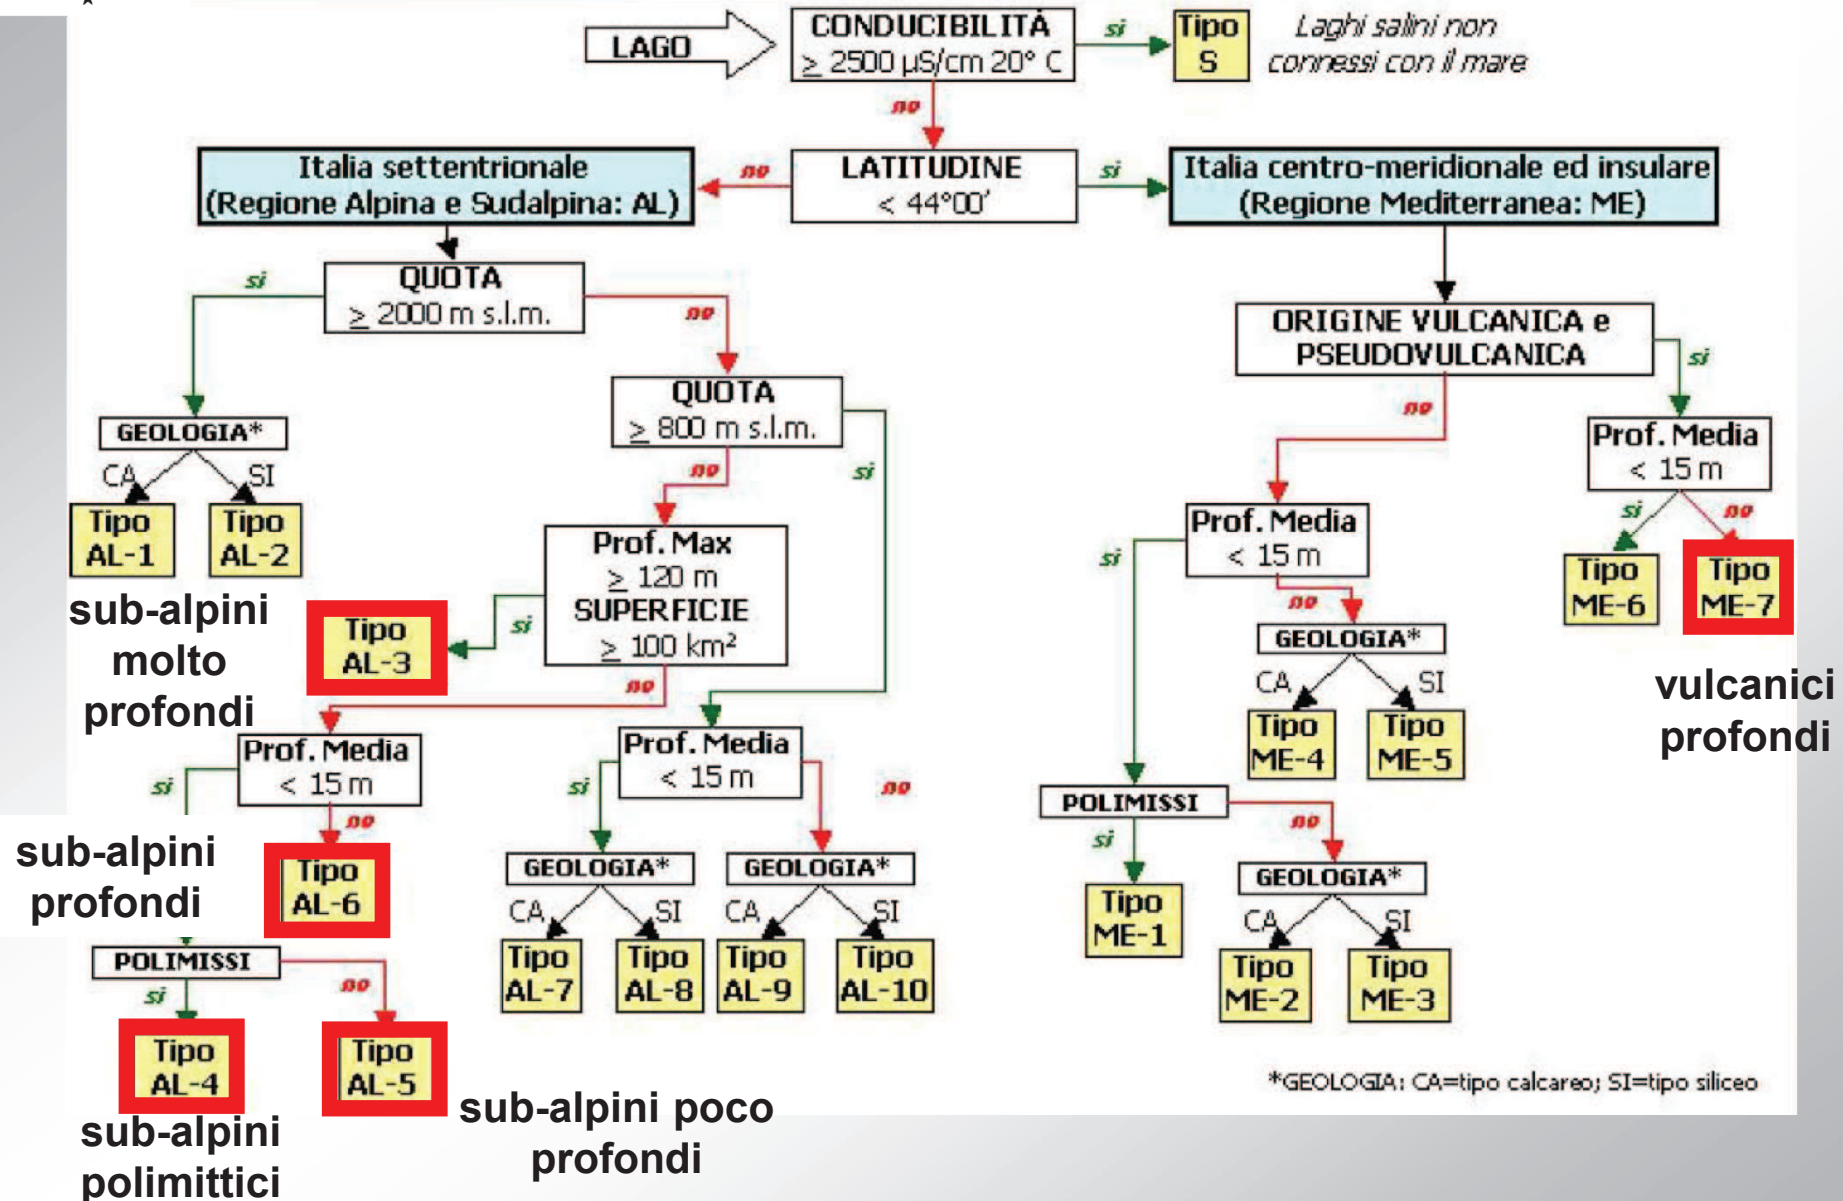 LAGO
CONDUCIBILITÀ
≥ 2500 µS/cm 20° C
si
Tipo
S
Laghi salini non
connessi con il mare
no
Italia settentrionale
(Regione Alpina e Sudalpina: AL)
no
LATITUDINE
< 44°00'
si
Italia centro-meridionale ed insulare
(Regione Mediterranea: ME)
si
QUOTA
≥ 2000 m s.l.m.
no
QUOTA
≥ 800 m s.l.m.
no
si
GEOLOGIA*
CA
SI
Tipo
AL-1
Tipo
AL-2
Prof. Max
≥ 120 m
SUPERFICIE
≥ 100 km²
si
no
Tipo
AL-3
sub-alpini
molto
profondi
Prof. Media
< 15 m
si
no
Tipo
AL-6
sub-alpini
profondi
POLIMISSI
si
no
Tipo
AL-4
Tipo
AL-5
sub-alpini
polimittici
sub-alpini poco
profondi
Prof. Media
< 15 m
si
no
GEOLOGIA*
CA
SI
GEOLOGIA*
CA
SI
Tipo
AL-7
Tipo
AL-8
Tipo
AL-9
Tipo
AL-10
ORIGINE VULCANICA e
PSEUDOVULCANICA
si
no
Prof. Media
< 15 m
si
no
Tipo
ME-6
Tipo
ME-7
vulcanici
profondi
Prof. Media
< 15 m
si
no
GEOLOGIA*
CA
SI
Tipo
ME-4
Tipo
ME-5
POLIMISSI
si
no
Tipo
ME-1
GEOLOGIA*
CA
SI
Tipo
ME-2
Tipo
ME-3
*GEOLOGIA: CA=tipo calcareo; SI=tipo siliceo